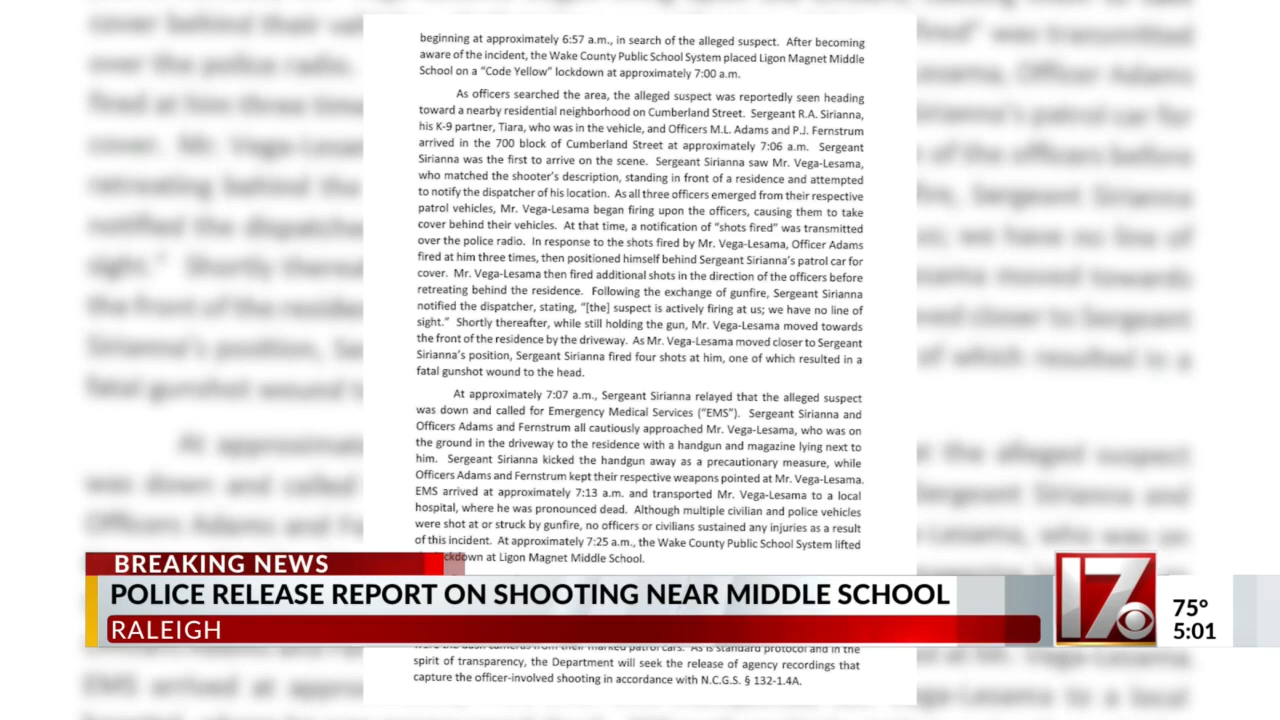 beginning at approximately 6:57 a.m., in search of the alleged suspect. After becoming
aware of the incident, the Wake County Public School System placed Ligon Magnet Middle
School on a “Code Yellow” lockdown at approximately 7:00 a.m.
As officers searched the area, the alleged suspect was reportedly seen heading
toward a nearby residential neighborhood on Cumberland Street. Sergeant R.A. Sirianna,
his K-9 partner, Tiara, who was in the vehicle, and Officers M.L. Adams and P.J. Fernstrum
arrived in the 700 block of Cumberland Street at approximately 7:06 a.m. Sergeant
Sirianna was the first to arrive on the scene. Sergeant Sirianna saw Mr. Vega-Lesama,
who matched the shooter’s description, standing in front of a residence and attempted
to notify the dispatcher of his location. As all three officers emerged from their respective
patrol vehicles, Mr. Vega-Lesama began firing upon the officers, causing them to take
cover behind their vehicles. At that time, a notification of “shots fired” was transmitted
over the police radio. In response to the shots fired by Mr. Vega-Lesama, Officer Adams
fired at him three times, then positioned himself behind Sergeant Sirianna’s patrol car for
cover. Mr. Vega-Lesama then fired additional shots in the direction of the officers before
retreating behind the residence. Following the exchange of gunfire, Sergeant Sirianna
notified the dispatcher, stating, “[the] suspect is actively firing at us; we have no line of
sight.” Shortly thereafter, while still holding the gun, Mr. Vega-Lesama moved towards
the front of the residence by the driveway. As Mr. Vega-Lesama moved closer to Sergeant
Sirianna’s position, Sergeant Sirianna fired four shots at him, one of which resulted in a
fatal gunshot wound to the head.
At approximately 7:07 a.m., Sergeant Sirianna relayed that the alleged suspect
was down and called for Emergency Medical Services (“EMS”). Sergeant Sirianna and
Officers Adams and Fernstrum all cautiously approached Mr. Vega-Lesama, who was on
the ground in the driveway to the residence with a handgun and magazine lying next to
him. Sergeant Sirianna kicked the handgun away as a precautionary measure, while
Officers Adams and Fernstrum kept their respective weapons pointed at Mr. Vega-Lesama.
EMS arrived at approximately 7:13 a.m. and transported Mr. Vega-Lesama to a local
hospital, where he was pronounced dead. Although multiple civilian and police vehicles
were shot at or struck by gunfire, no officers or civilians sustained any injuries as a result
of this incident. At approximately 7:25 a.m., the Wake County Public School System lifted
at Ligon Magnet Middle School.
BREAKING NEWS
POLICE RELEASE REPORT ON SHOOTING NEAR MIDDLE SCHOOL
RALEIGH
17
75°
5:01
from their marked patrol cars. As is standard protocol and in the
spirit of transparency, the Department will seek the release of agency recordings that
capture the officer-involved shooting in accordance with N.C.G.S. § 132-1.4A.